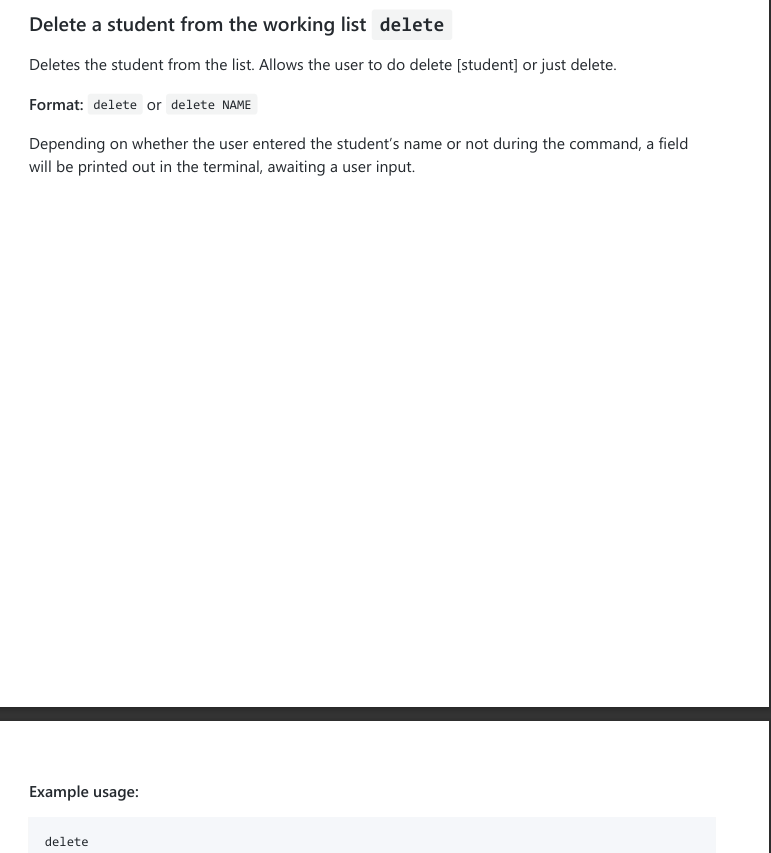 Delete a student from the working list delete
Deletes the student from the list. Allows the user to do delete [student] or just delete.
Format: delete or delete NAME
Depending on whether the user entered the student’s name or not during the command, a field
will be printed out in the terminal, awaiting a user input.
Example usage:
delete